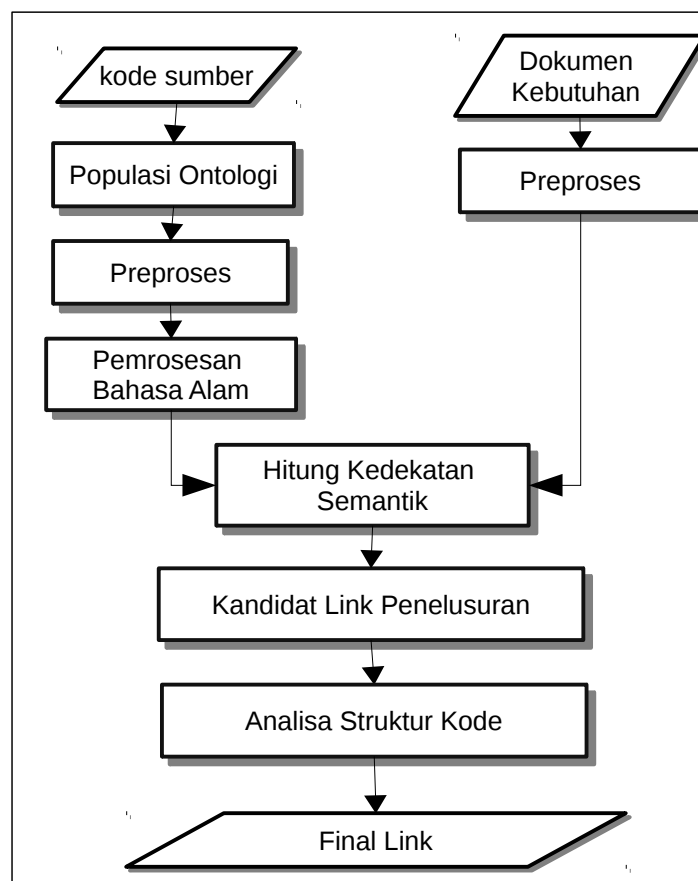 kode sumber
Populasi Ontologi
Preproses
Pemrosesan
Bahasa Alam
Dokumen
Kebutuhan
Preproses
Hitung Kedekatan
Semantik
Kandidat Link Penelusuran
Analisa Struktur Kode
Final Link